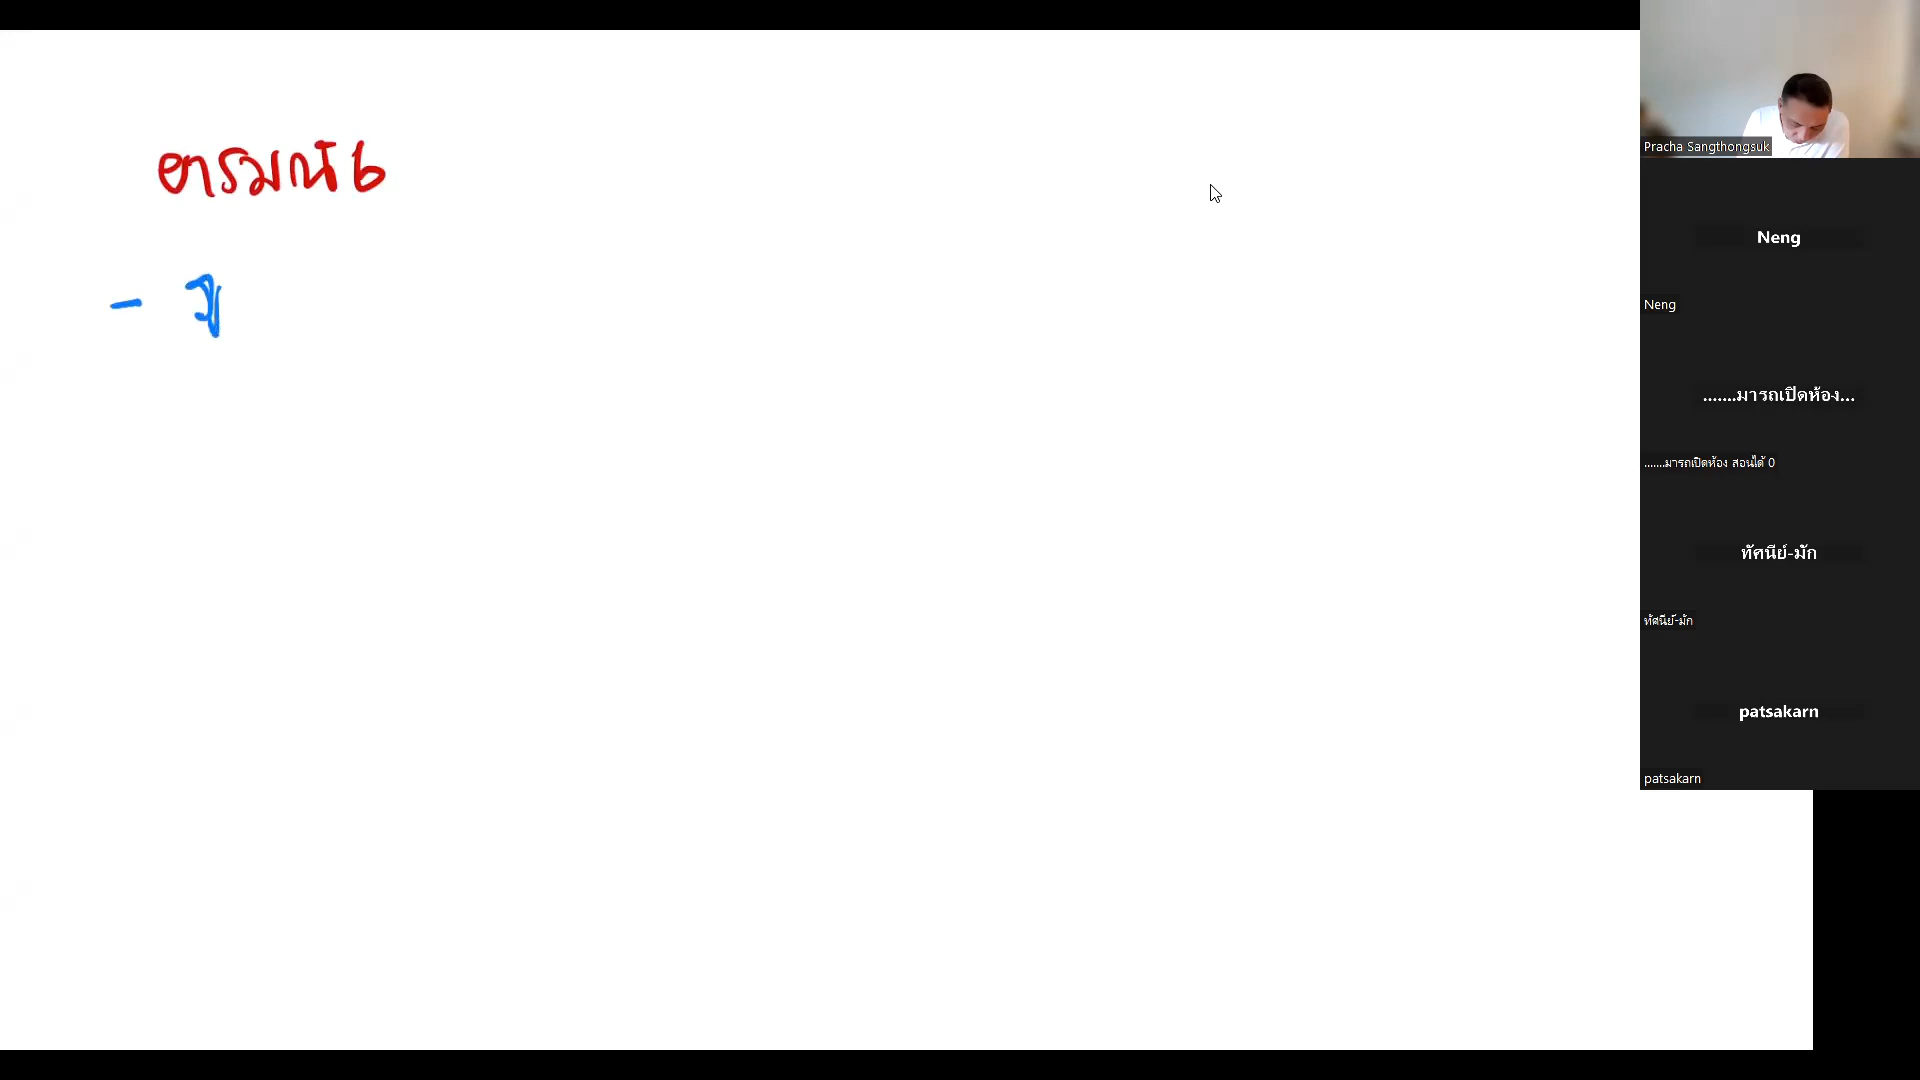 อารมณ์ 6
-
Pracha Sangthongsuk
Neng
Neng
.......มารถเปิดห้อง...
.......มารถเปิดห้อง สอนได้ 0
ทัศนีย์-มัก
ทัศนีย์-มัก
patsakarn
patsakarn